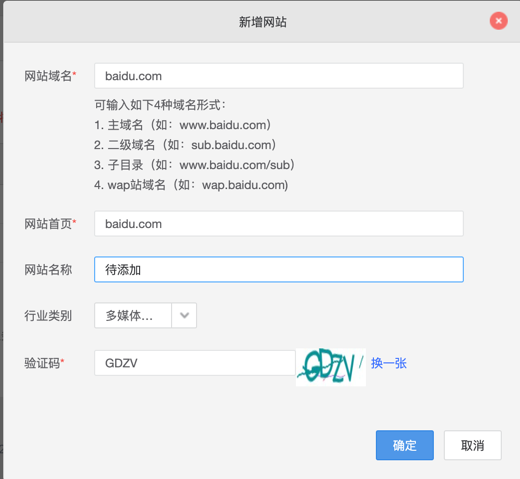 新增网站
网站域名* baidu.com
可输入如下4种域名形式：
1. 主域名（如：www.baidu.com）
2. 二级域名（如：sub.baidu.com）
3. 子目录（如：www.baidu.com/sub）
4. wap站域名（如：wap.baidu.com)
网站首页* baidu.com
网站名称 待添加
行业类别 多媒体...
验证码* GDZV GDZV 换一张
确定 取消